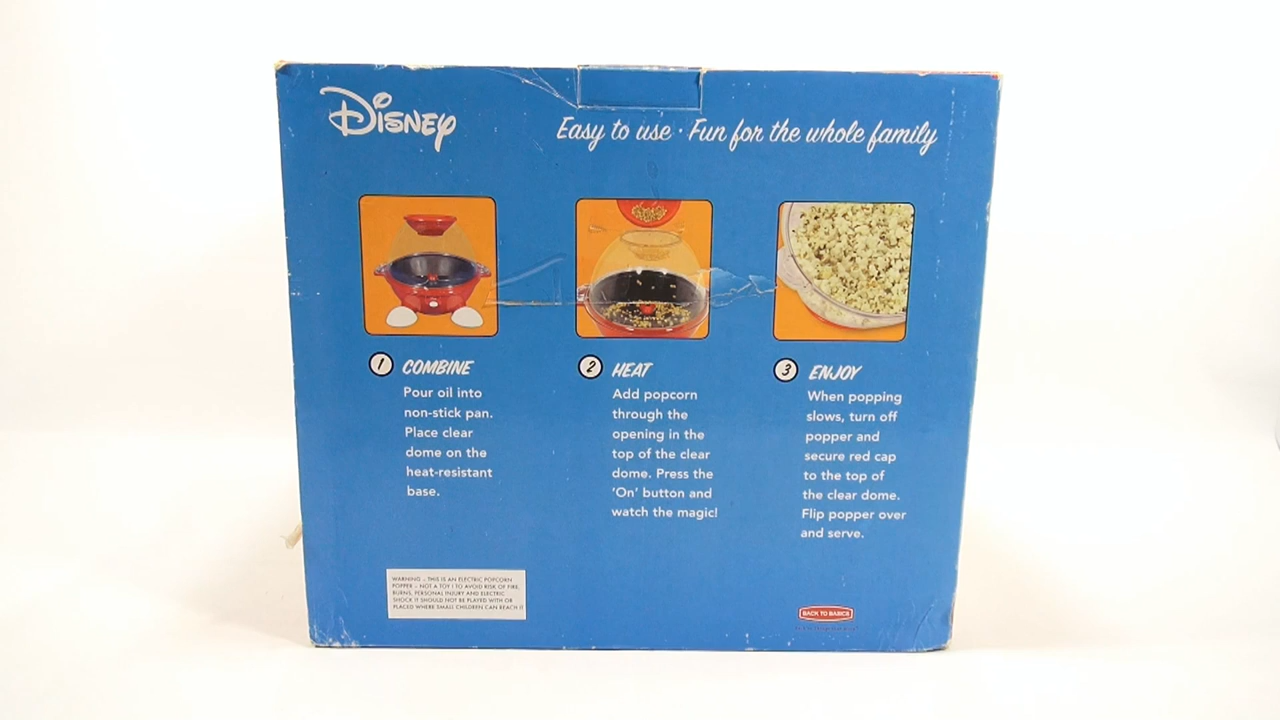 Disney
Easy to use · Fun for the whole family
1 COMBINE
Pour oil into
non-stick pan.
Place clear
dome on the
heat-resistant
base.
2 HEAT
Add popcorn
through the
opening in the
top of the clear
dome. Press the
'On' button and
watch the magic!
3 ENJOY
When popping
slows, turn off
popper and
secure red cap
to the top of
the clear dome.
Flip popper over
and serve.
WARNING - THIS IS AN ELECTRIC POPCORN
POPPER - NOT A TOY! TO AVOID RISK OF FIRE,
BURNS, PERSONAL INJURY AND ELECTRIC
SHOCK IT SHOULD NOT BE PLAYED WITH OR
PLACED WHERE SMALL CHILDREN CAN REACH IT
BACK TO BASICS